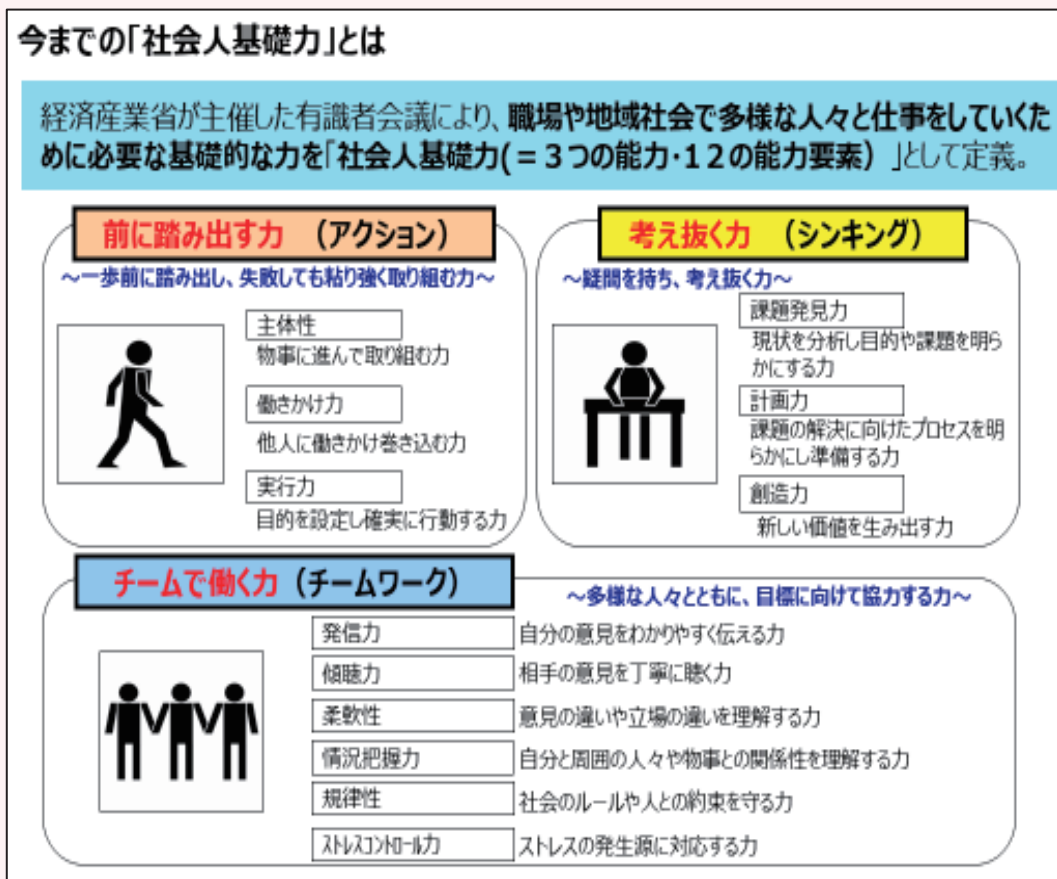 今までの「社会人基礎力」とは
経済産業省が主催した有識者会議により、職場や地域社会で多様な人々と仕事をしていくた
めに必要な基礎的な力を「社会人基礎力(=3つの能力・12の能力要素)」として定義。
前に踏み出す力 (アクション)
~一歩前に踏み出し、失敗しても粘り強く取り組む力~
主体性
物事に進んで取り組む力
働きかけ力
他人に働きかけ巻き込む力
実行力
目的を設定し確実に行動する力
考え抜く力 (シンキング)
~疑問を持ち、考え抜く力~
課題発見力
現状を分析し目的や課題を明ら
かにする力
計画力
課題の解決に向けたプロセスを明
らかにし準備する力
創造力
新しい価値を生み出す力
チームで働く力 (チームワーク)
~多様な人々とともに、目標に向けて協力する力~
発信力 自分の意見をわかりやすく伝える力
傾聴力 相手の意見を丁寧に聴く力
柔軟性 意見の違いや立場の違いを理解する力
情況把握力 自分と周囲の人々や物事との関係性を理解する力
規律性 社会のルールや人との約束を守る力
ストレスコントロール力 ストレスの発生源に対応する力